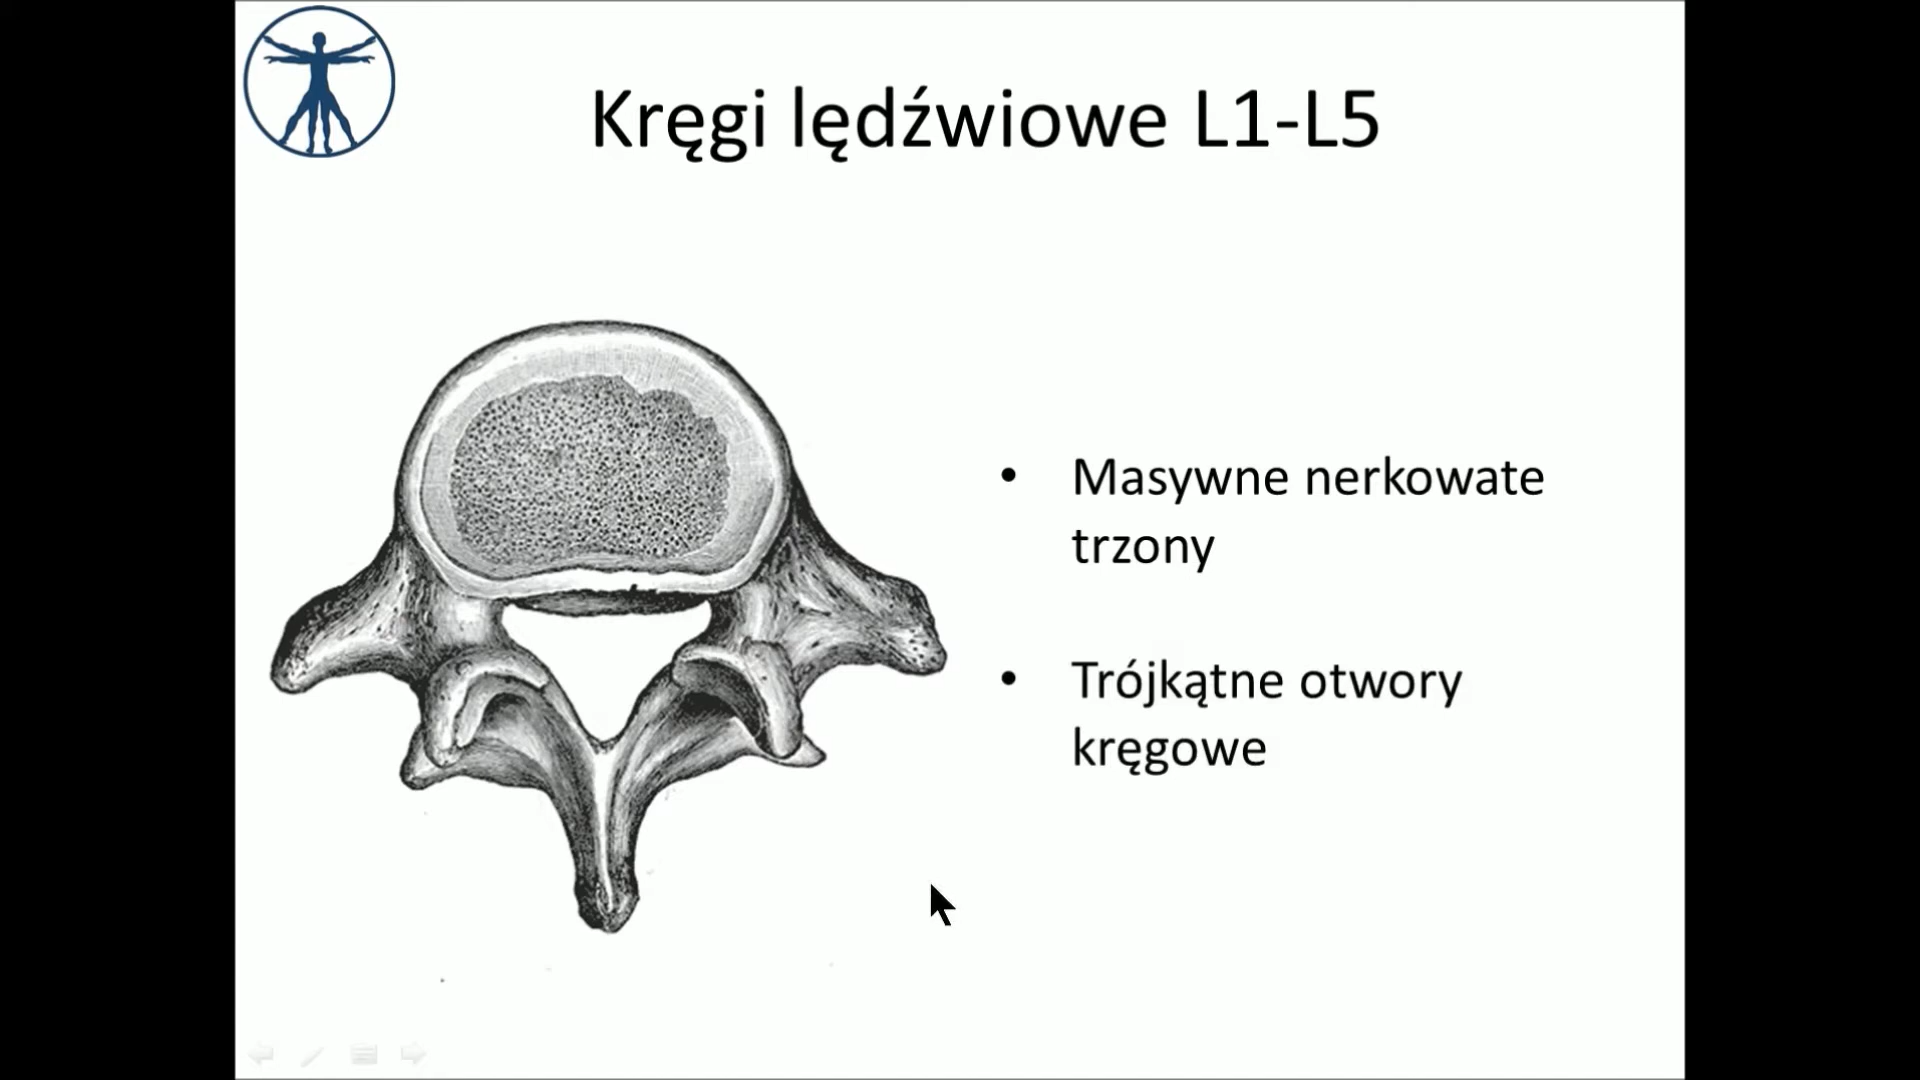 Kręgi lędźwiowe L1-L5
• Masywne nerkowate
trzony
• Trójkątne otwory
kręgowe